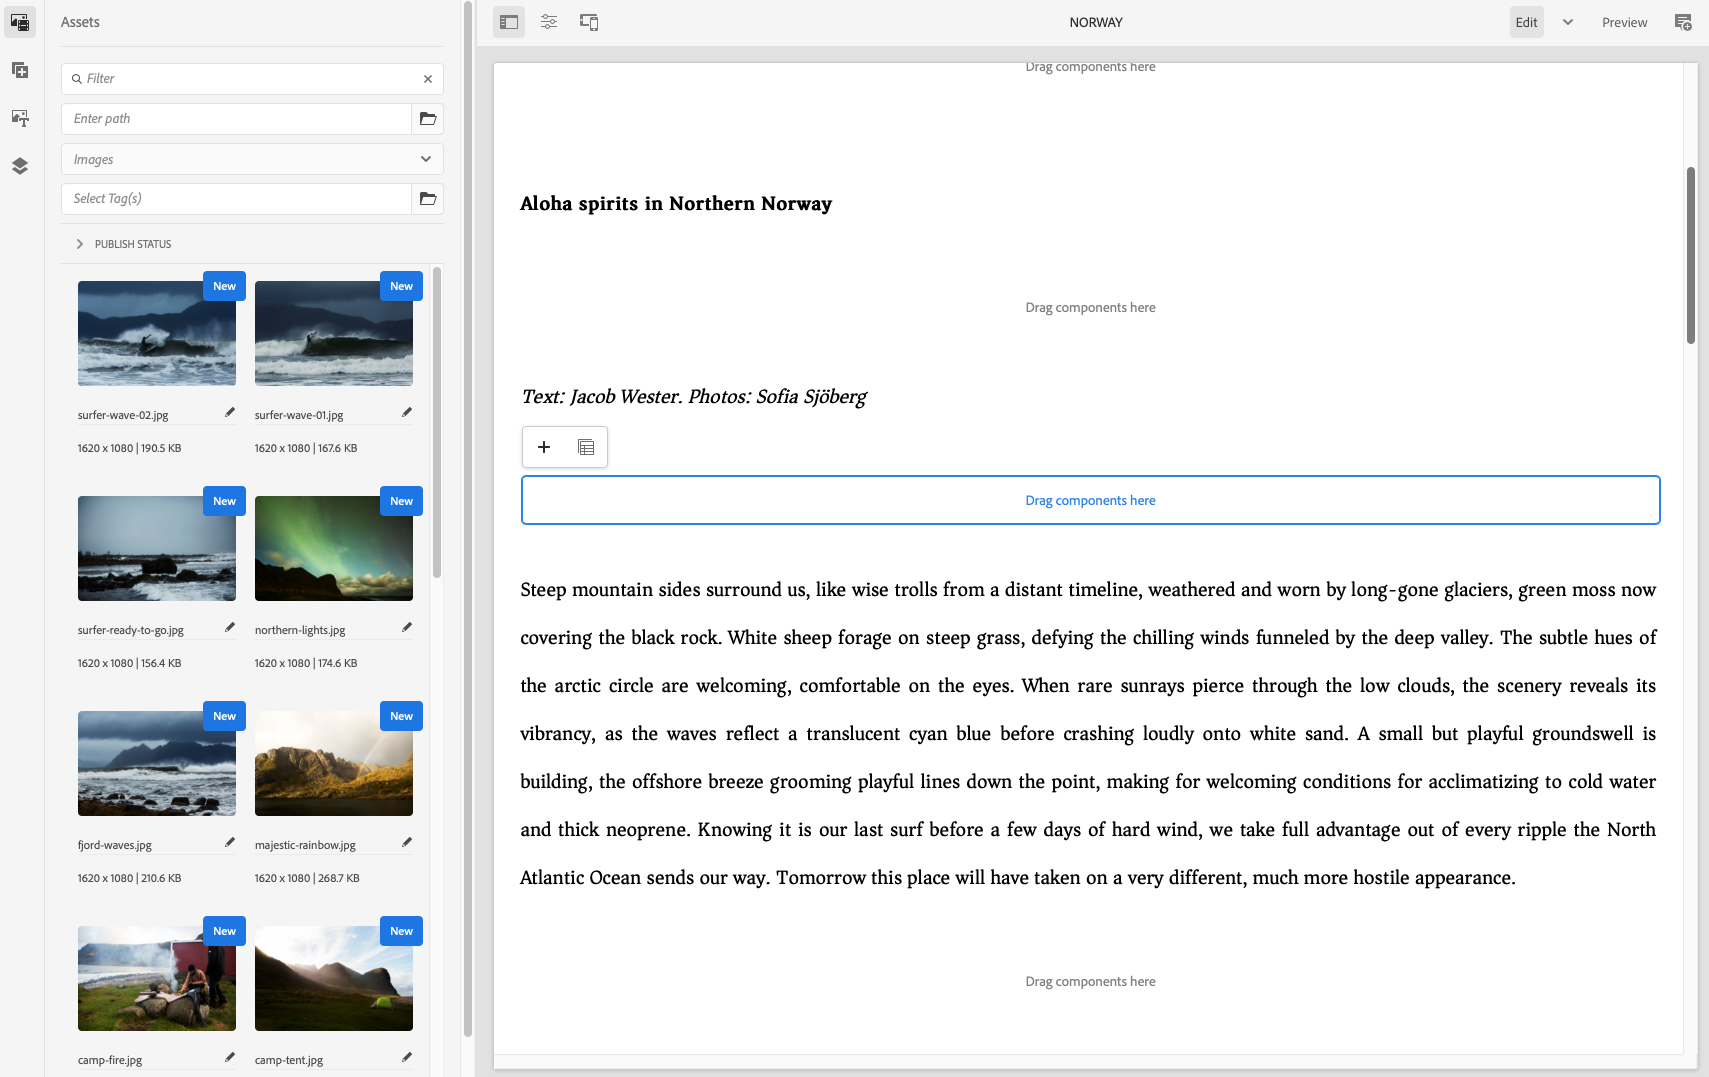 Assets
Filter
Enter path
Images
Select Tag(s)
PUBLISH STATUS
New
New
surfer-wave-02.jpg
surfer-wave-01.jpg
1620 x 1080 | 190.5 KB
1620 x 1080 | 167.6 KB
New
New
surfer-ready-to-go.jpg
northern-lights.jpg
1620 x 1080 | 156.4 KB
1620 x 1080 | 174.6 KB
New
New
fjord-waves.jpg
majestic-rainbow.jpg
1620 x 1080 | 210.6 KB
1620 x 1080 | 268.7 KB
New
New
camp-fire.jpg
camp-tent.jpg
NORWAY
Edit
Preview
Drag components here
Aloha spirits in Northern Norway
Drag components here
Text: Jacob Wester. Photos: Sofia Sjöberg
Drag components here
Steep mountain sides surround us, like wise trolls from a distant timeline, weathered and worn by long-gone glaciers, green moss now
covering the black rock. White sheep forage on steep grass, defying the chilling winds funneled by the deep valley. The subtle hues of
the arctic circle are welcoming, comfortable on the eyes. When rare sunrays pierce through the low clouds, the scenery reveals its
vibrancy, as the waves reflect a translucent cyan blue before crashing loudly onto white sand. A small but playful groundswell is
building, the offshore breeze grooming playful lines down the point, making for welcoming conditions for acclimatizing to cold water
and thick neoprene. Knowing it is our last surf before a few days of hard wind, we take full advantage out of every ripple the North
Atlantic Ocean sends our way. Tomorrow this place will have taken on a very different, much more hostile appearance.
Drag components here